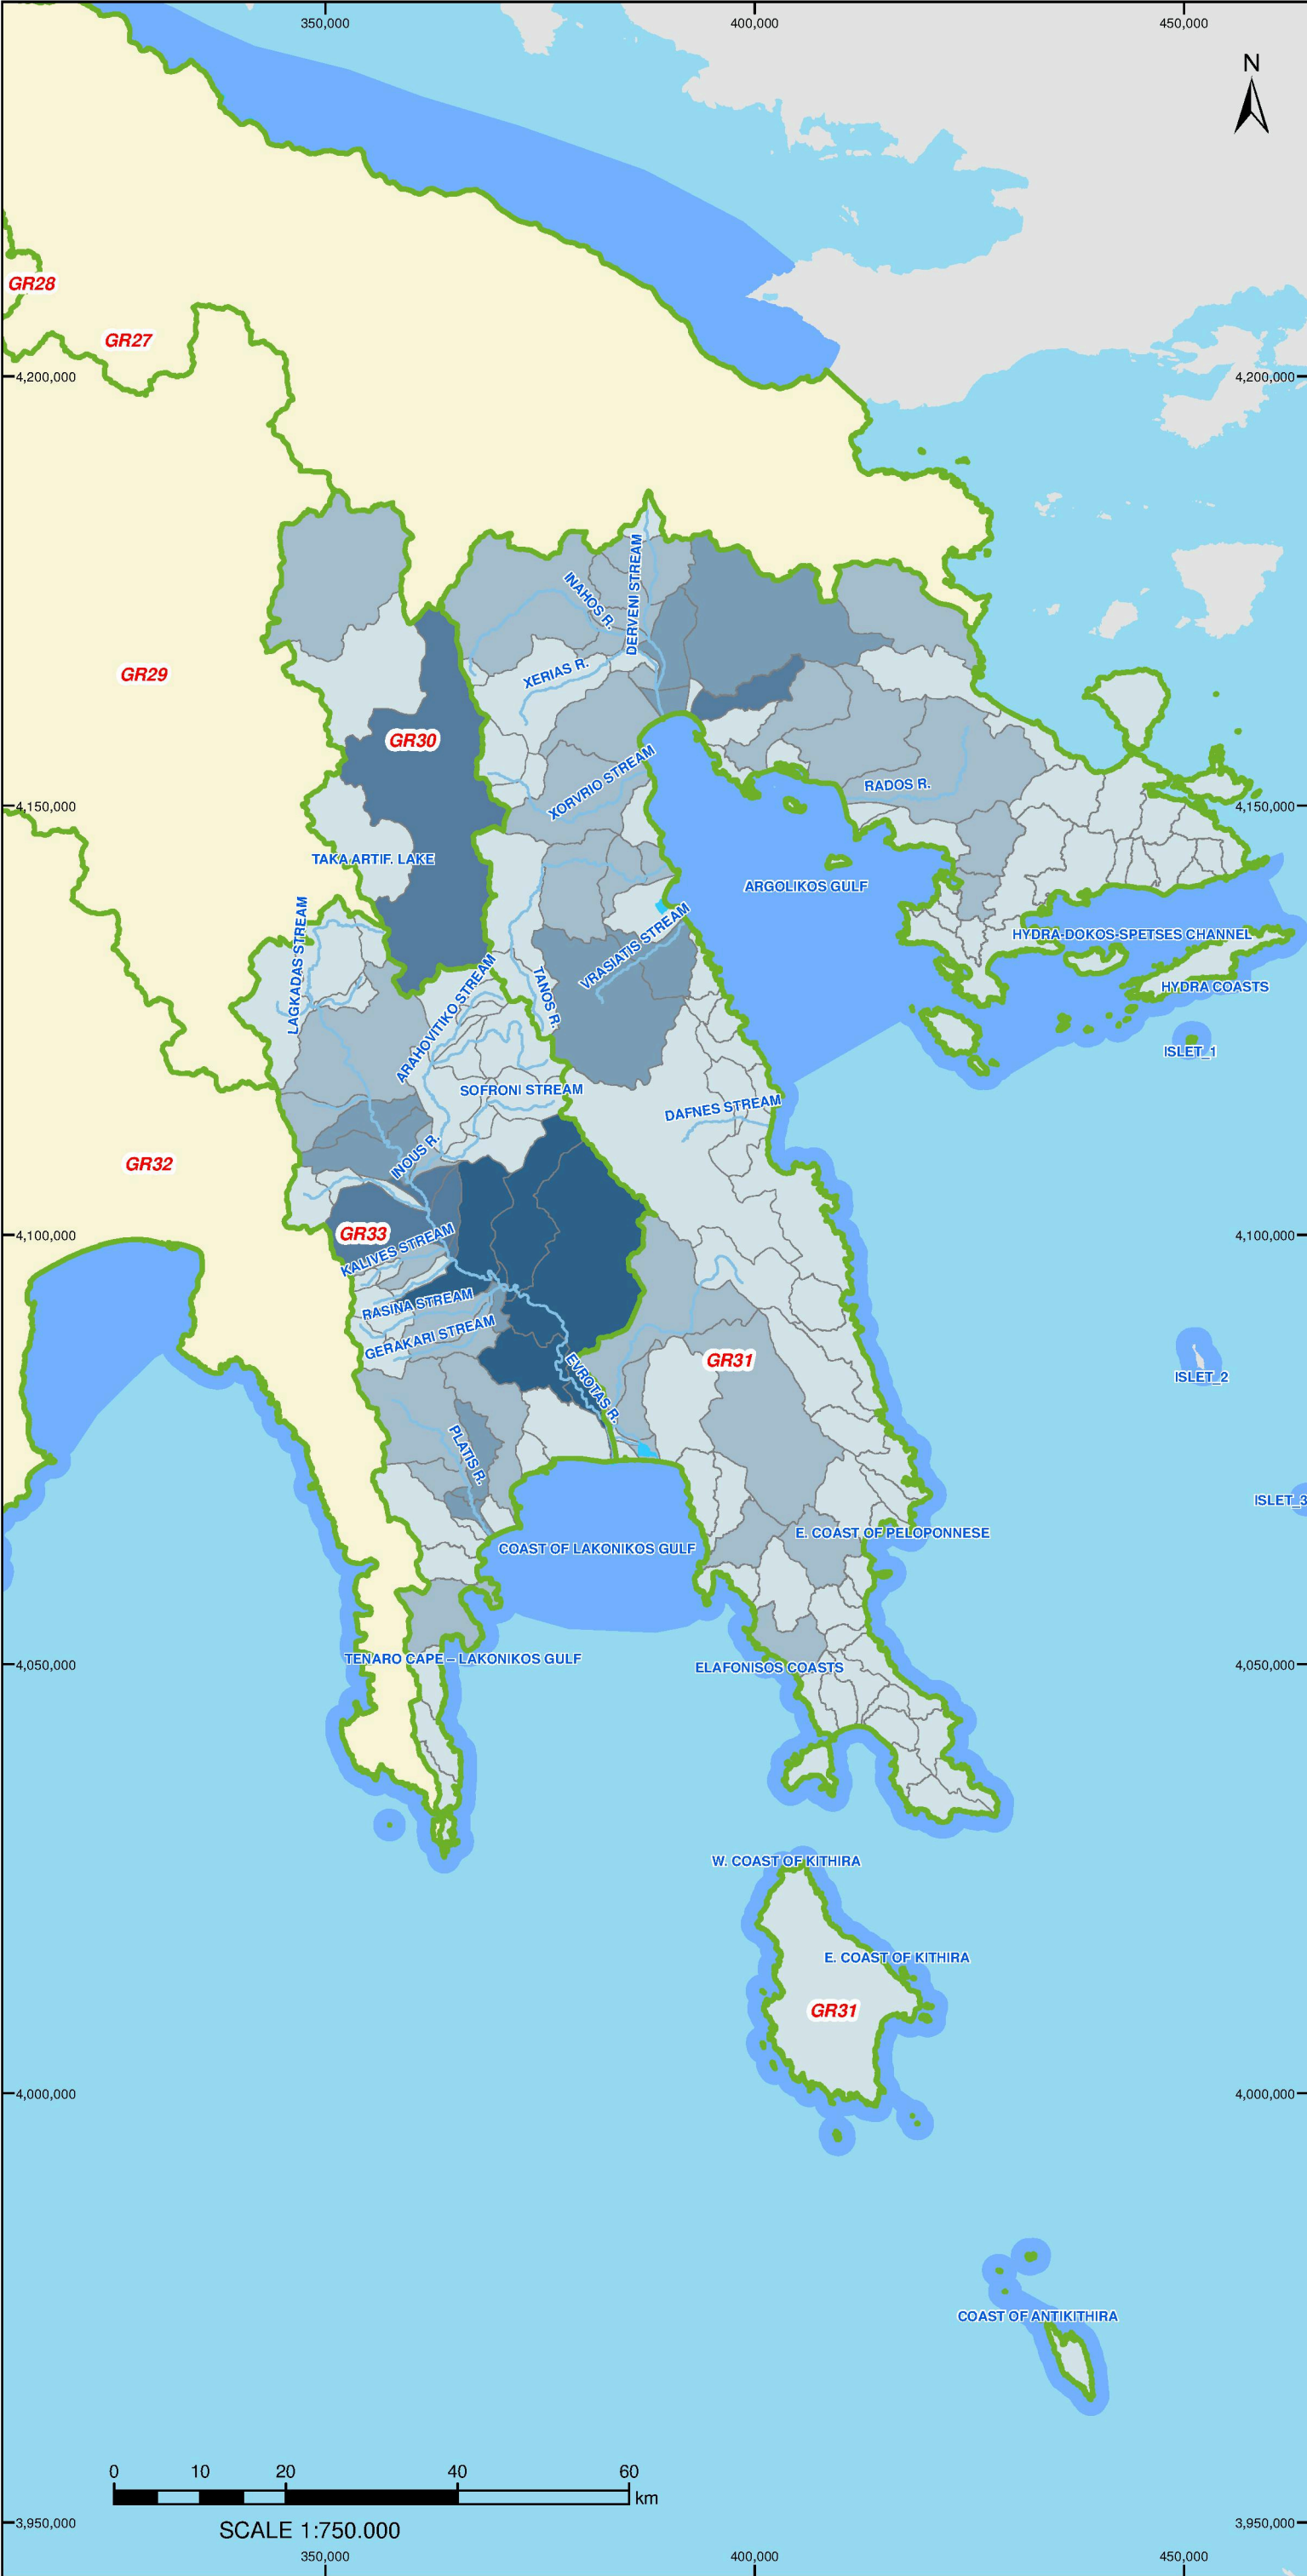 350,000
400,000
450,000
N
GR28
GR27
4,200,000
4,200,000
DERVENI STREAM
INAHOS R.
XERIAS R.
GR29
GR30
XORVRIO STREAM
RADOS R.
4,150,000
4,150,000
TAKA ARTIF. LAKE
ARGOLIKOS GULF
LAGKADAS STREAM
VRASIATIS STREAM
HYDRA-DOKOS-SPETSES CHANNEL
TANOS R.
HYDRA COASTS
ARAHOVITIKO STREAM
ISLET_1
SOFRONI STREAM
DAFNES STREAM
INOUS R.
GR32
GR33
4,100,000
4,100,000
KALIVES STREAM
RASINA STREAM
GERAKARI STREAM
GR31
EVROTAS R.
ISLET_2
PLATIS R.
ISLET_3
E. COAST OF PELOPONNESE
COAST OF LAKONIKOS GULF
TENARO CAPE – LAKONIKOS GULF
4,050,000
4,050,000
ELAFONISOS COASTS
W. COAST OF KITHIRA
E. COAST OF KITHIRA
GR31
4,000,000
4,000,000
COAST OF ANTIKITHIRA
0 10 20 40 60
km
SCALE 1:750.000
3,950,000
3,950,000
350,000
400,000
450,000